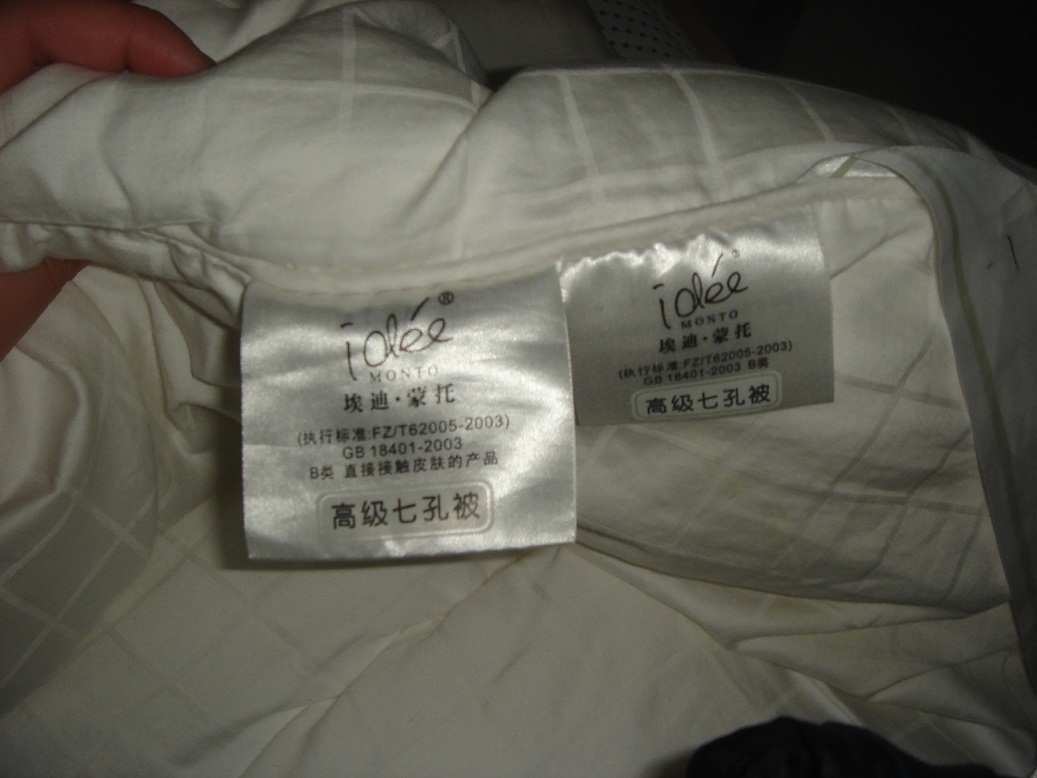 idée®
MONTO
埃迪·蒙托
(执行标准:FZ/T62005-2003)
GB 18401-2003
B类 直接接触皮肤的产品
高级七孔被
idée
MONTO
埃迪·蒙托
(执行标准:FZ/T62005-2003)
GB 18401-2003 B类
高级七孔被